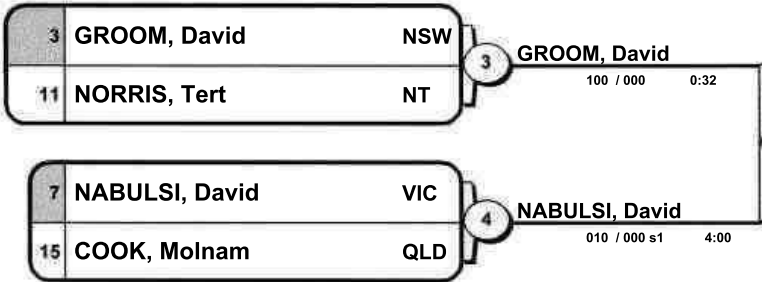 3 GROOM, David NSW
11 NORRIS, Tert NT
3 GROOM, David
100 / 000 0:32
7 NABULSI, David VIC
15 COOK, Molnam QLD
4 NABULSI, David
010 / 000 s1 4:00